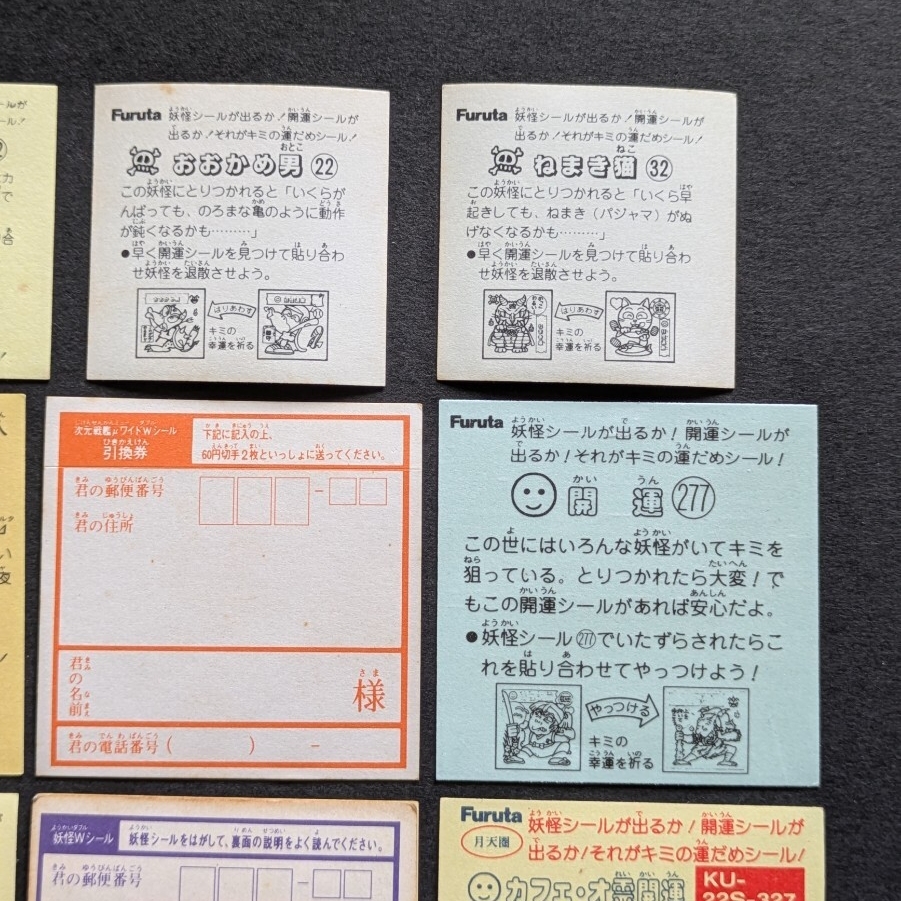 Furuta 妖怪シールが出るか!開運シールが
出るか!それがキミの運だめシール!
おおかめ男 22
この妖怪にとりつかれると「いくらが
んばっても、のろまな亀のように動作
が鈍くなるかも………」
●早く開運シールを見つけて貼り合わ
せ妖怪を退散させよう。
はりあわす
キミの
幸運を祈る
Furuta 妖怪シールが出るか!開運シールが
出るか!それがキミの運だめシール!
ねまき猫 32
この妖怪にとりつかれると「いくら早
起きしても、ねまき(パジャマ)がぬ
げなくなるかも………」
●早く開運シールを見つけて貼り合わ
せ妖怪を退散させよう。
はりあわす
キミの
幸運を祈る
次元戦艦μワイドWシール
引換券
下記に記入の上、
60円切手2枚といっしょに送ってください。
君の郵便番号 −
君の住所
君の名前
様
君の電話番号( ) −
Furuta 妖怪シールが出るか!開運シールが
出るか!それがキミの運だめシール!
開運 277
この世にはいろんな妖怪がいてキミを
狙っている。とりつかれたら大変!で
もこの開運シールがあれば安心だよ。
●妖怪シール277でいたずらされたらこ
れを貼り合わせてやっつけよう!
やっつける
キミの
幸運を祈る
妖怪Wシール
妖怪シールをはがして、裏面の説明をよく読んでください。
君の郵便番号 −
Furuta 妖怪シールが出るか!開運シールが
月天圏 出るか!それがキミの運だめシール!
カフェ・オ霊開運
KU-
22S-327